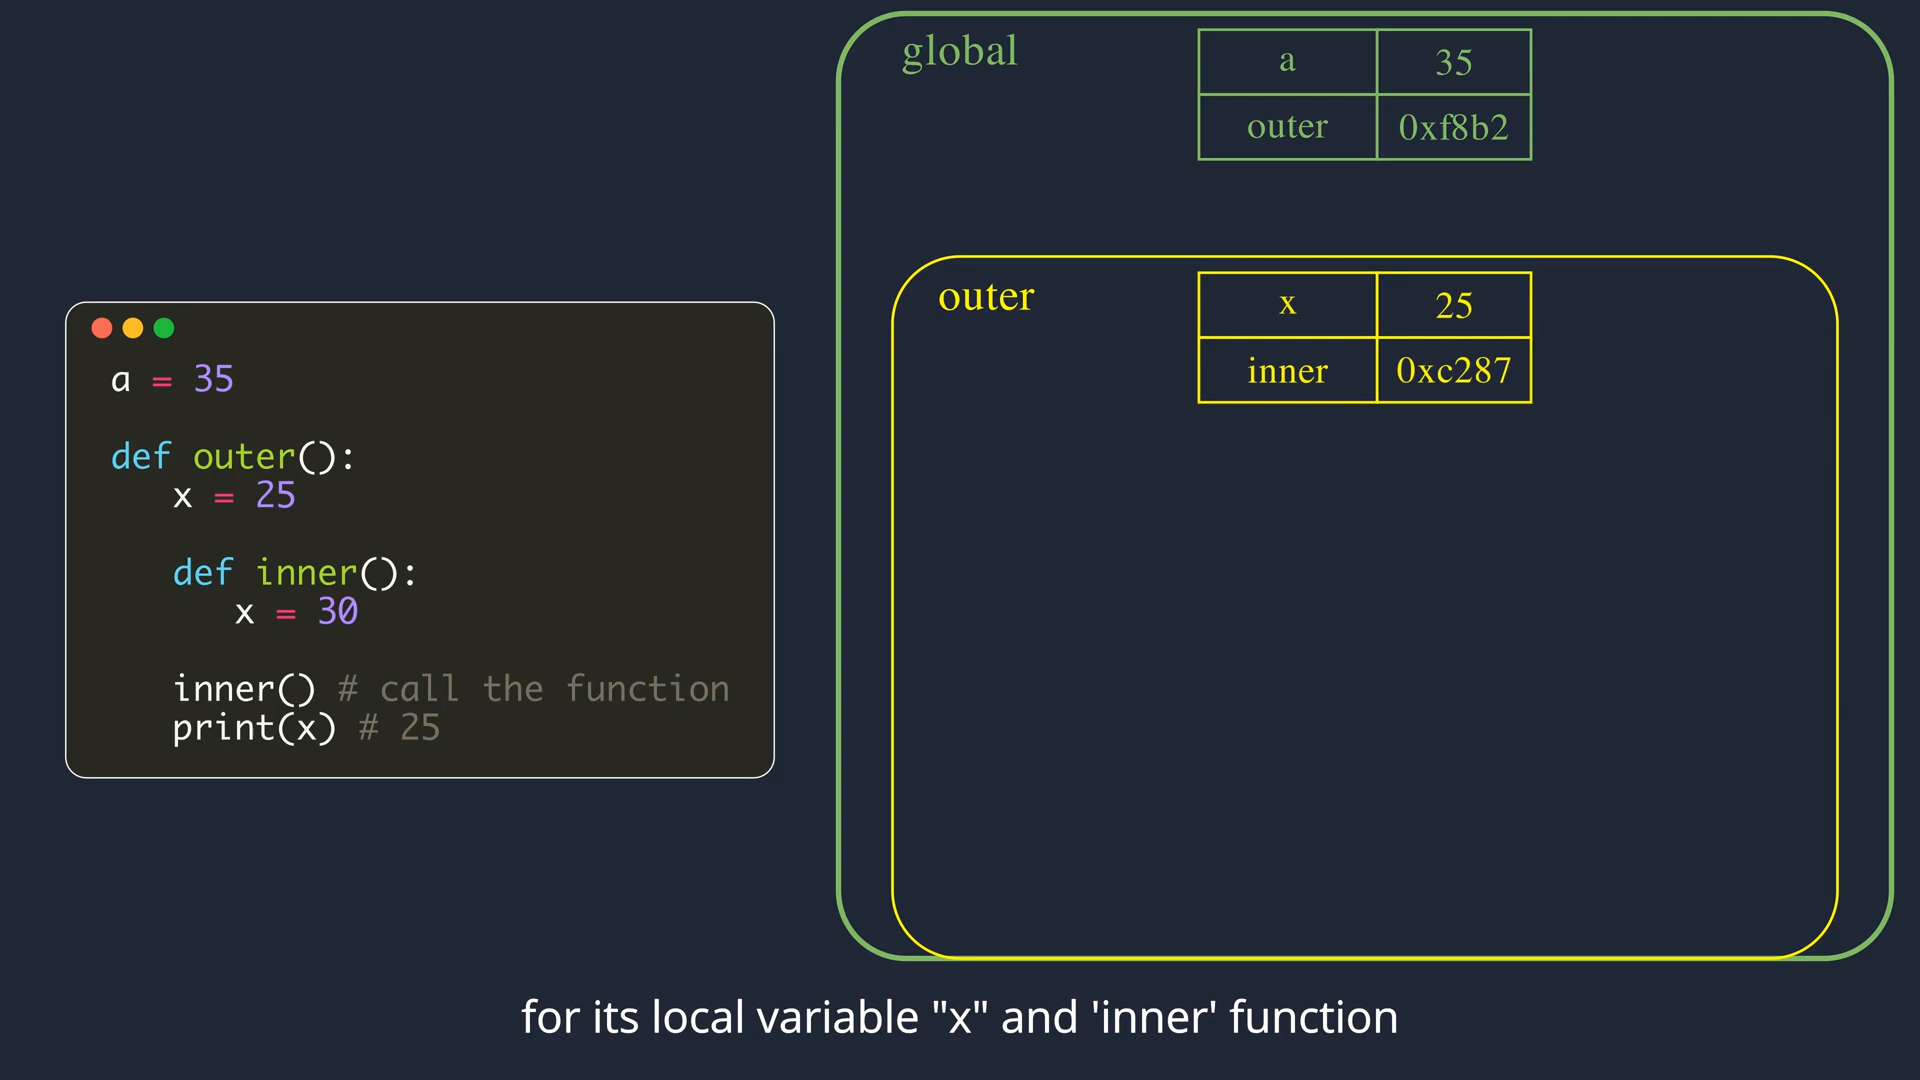 a = 35
def outer():
x = 25
def inner():
x = 30
inner() # call the function
print(x) # 25
global
a 35
outer 0xf8b2
outer
x 25
inner 0xc287
for its local variable "x" and 'inner' function